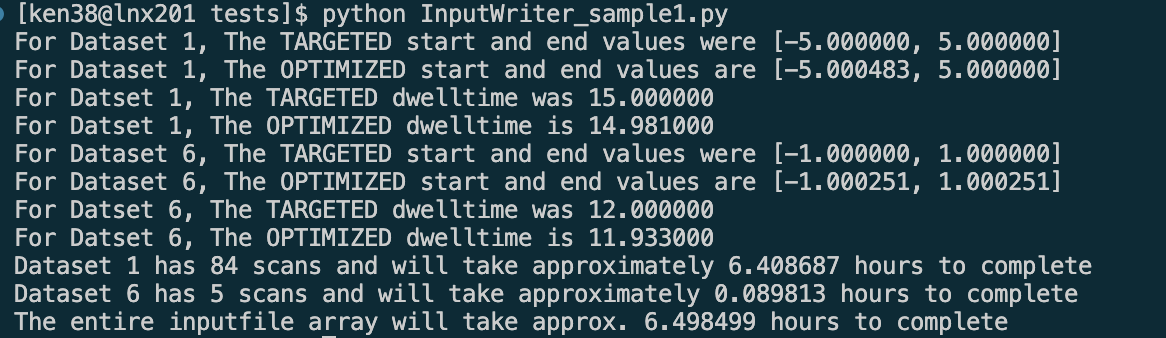 [ken38@lnx201 tests]$ python InputWriter_sample1.py
For Dataset 1, The TARGETED start and end values were [-5.000000, 5.000000]
For Dataset 1, The OPTIMIZED start and end values are [-5.000483, 5.000000]
For Datset 1, The TARGETED dwelltime was 15.000000
For Datset 1, The OPTIMIZED dwelltime is 14.981000
For Dataset 6, The TARGETED start and end values were [-1.000000, 1.000000]
For Dataset 6, The OPTIMIZED start and end values are [-1.000251, 1.000251]
For Datset 6, The TARGETED dwelltime was 12.000000
For Datset 6, The OPTIMIZED dwelltime is 11.933000
Dataset 1 has 84 scans and will take approximately 6.408687 hours to complete
Dataset 6 has 5 scans and will take approximately 0.089813 hours to complete
The entire inputfile array will take approx. 6.498499 hours to complete